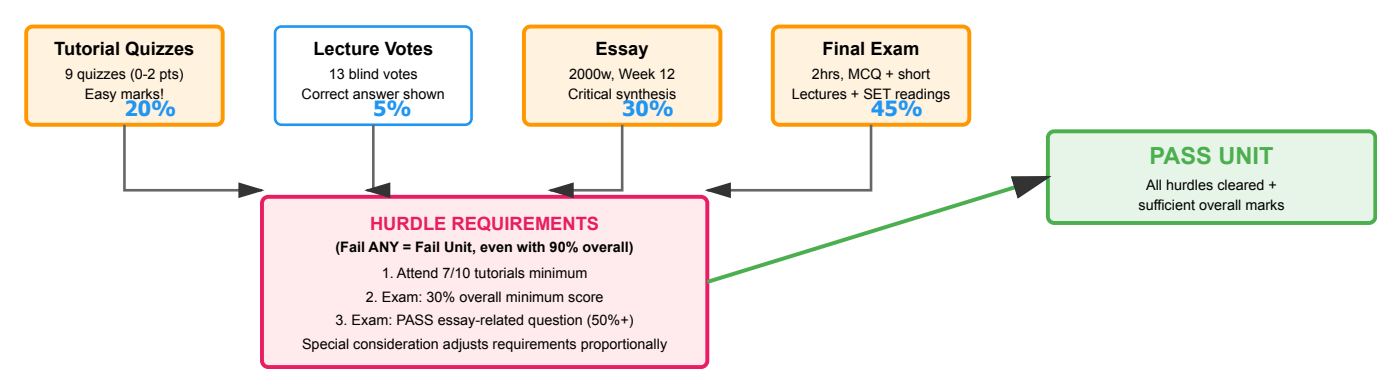 Tutorial Quizzes
9 quizzes (0-2 pts)
Easy marks!
20%
Lecture Votes
13 blind votes
Correct answer shown
5%
Essay
2000w, Week 12
Critical synthesis
30%
Final Exam
2hrs, MCQ + short
Lectures + SET readings
45%
PASS UNIT
All hurdles cleared +
sufficient overall marks
HURDLE REQUIREMENTS
(Fail ANY = Fail Unit, even with 90% overall)
1. Attend 7/10 tutorials minimum
2. Exam: 30% overall minimum score
3. Exam: PASS essay-related question (50%+)
Special consideration adjusts requirements proportionally